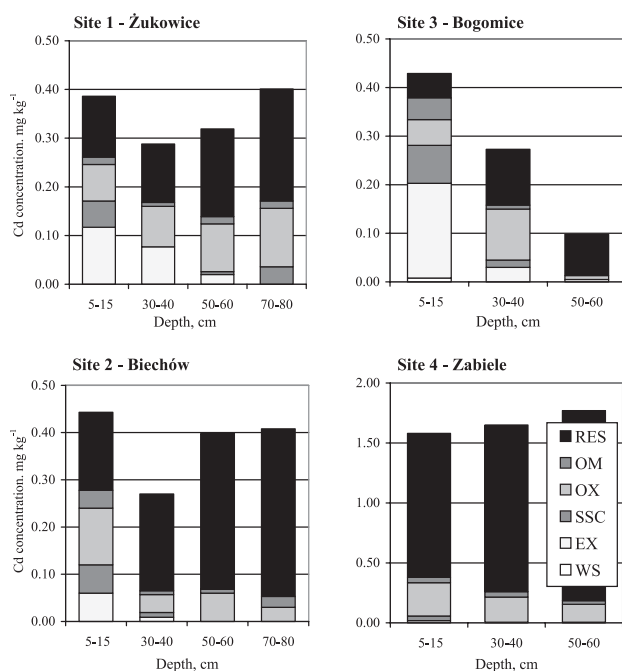 Site 1 - Żukowice
Cd concentration. mg kg-1
0.50
0.40
0.30
0.20
0.10
0.00
5-15 30-40 50-60 70-80
Depth, cm
Site 3 - Bogomice
0.50
0.40
0.30
0.20
0.10
0.00
5-15 30-40 50-60
Depth, cm
Site 2 - Biechów
Cd concentration. mg kg-1
0.50
0.40
0.30
0.20
0.10
0.00
5-15 30-40 50-60 70-80
Depth, cm
Site 4 - Zabiele
2.00
1.50
1.00
0.50
0.00
RES
OM
OX
SSC
EX
WS
5-15 30-40 50-60
Depth, cm